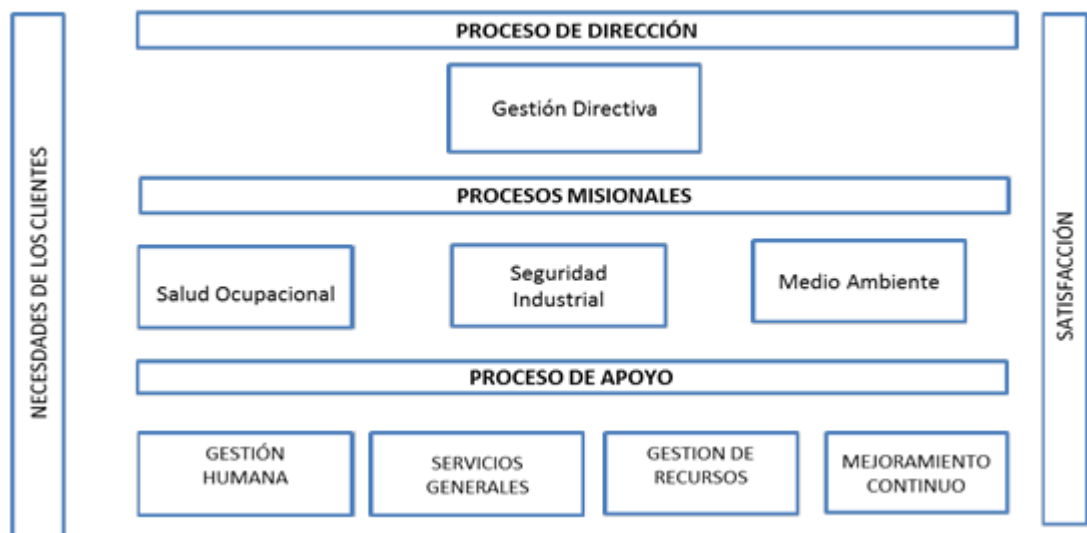 NECESDADES DE LOS CLIENTES
PROCESO DE DIRECCIÓN
Gestión Directiva
PROCESOS MISIONALES
Salud Ocupacional
Seguridad
Industrial
Medio Ambiente
PROCESO DE APOYO
GESTIÓN
HUMANA
SERVICIOS
GENERALES
GESTION DE
RECURSOS
MEJORAMIENTO
CONTINUO
SATISFACCIÓN